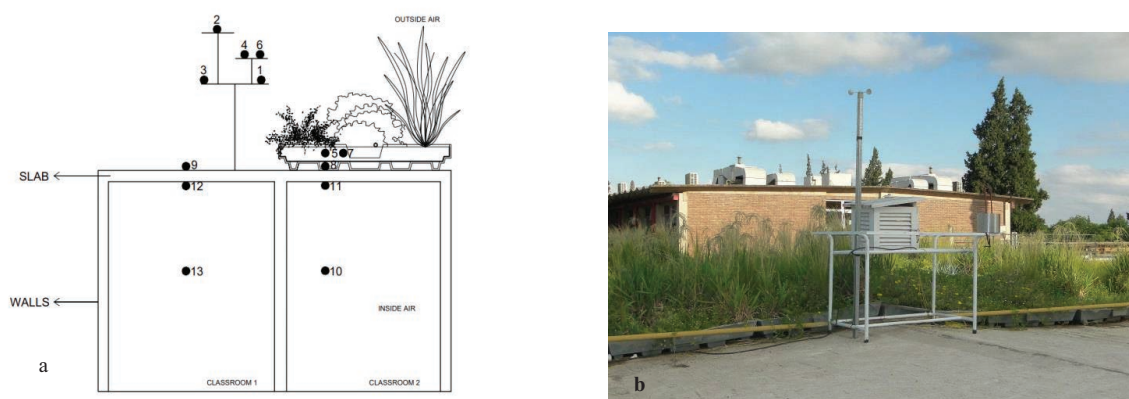 2
OUTSIDE AIR
4 6
3 1
5 7
9 8
SLAB
12 11
13 10
WALLS
INSIDE AIR
a
CLASSROOM 1 CLASSROOM 2
b